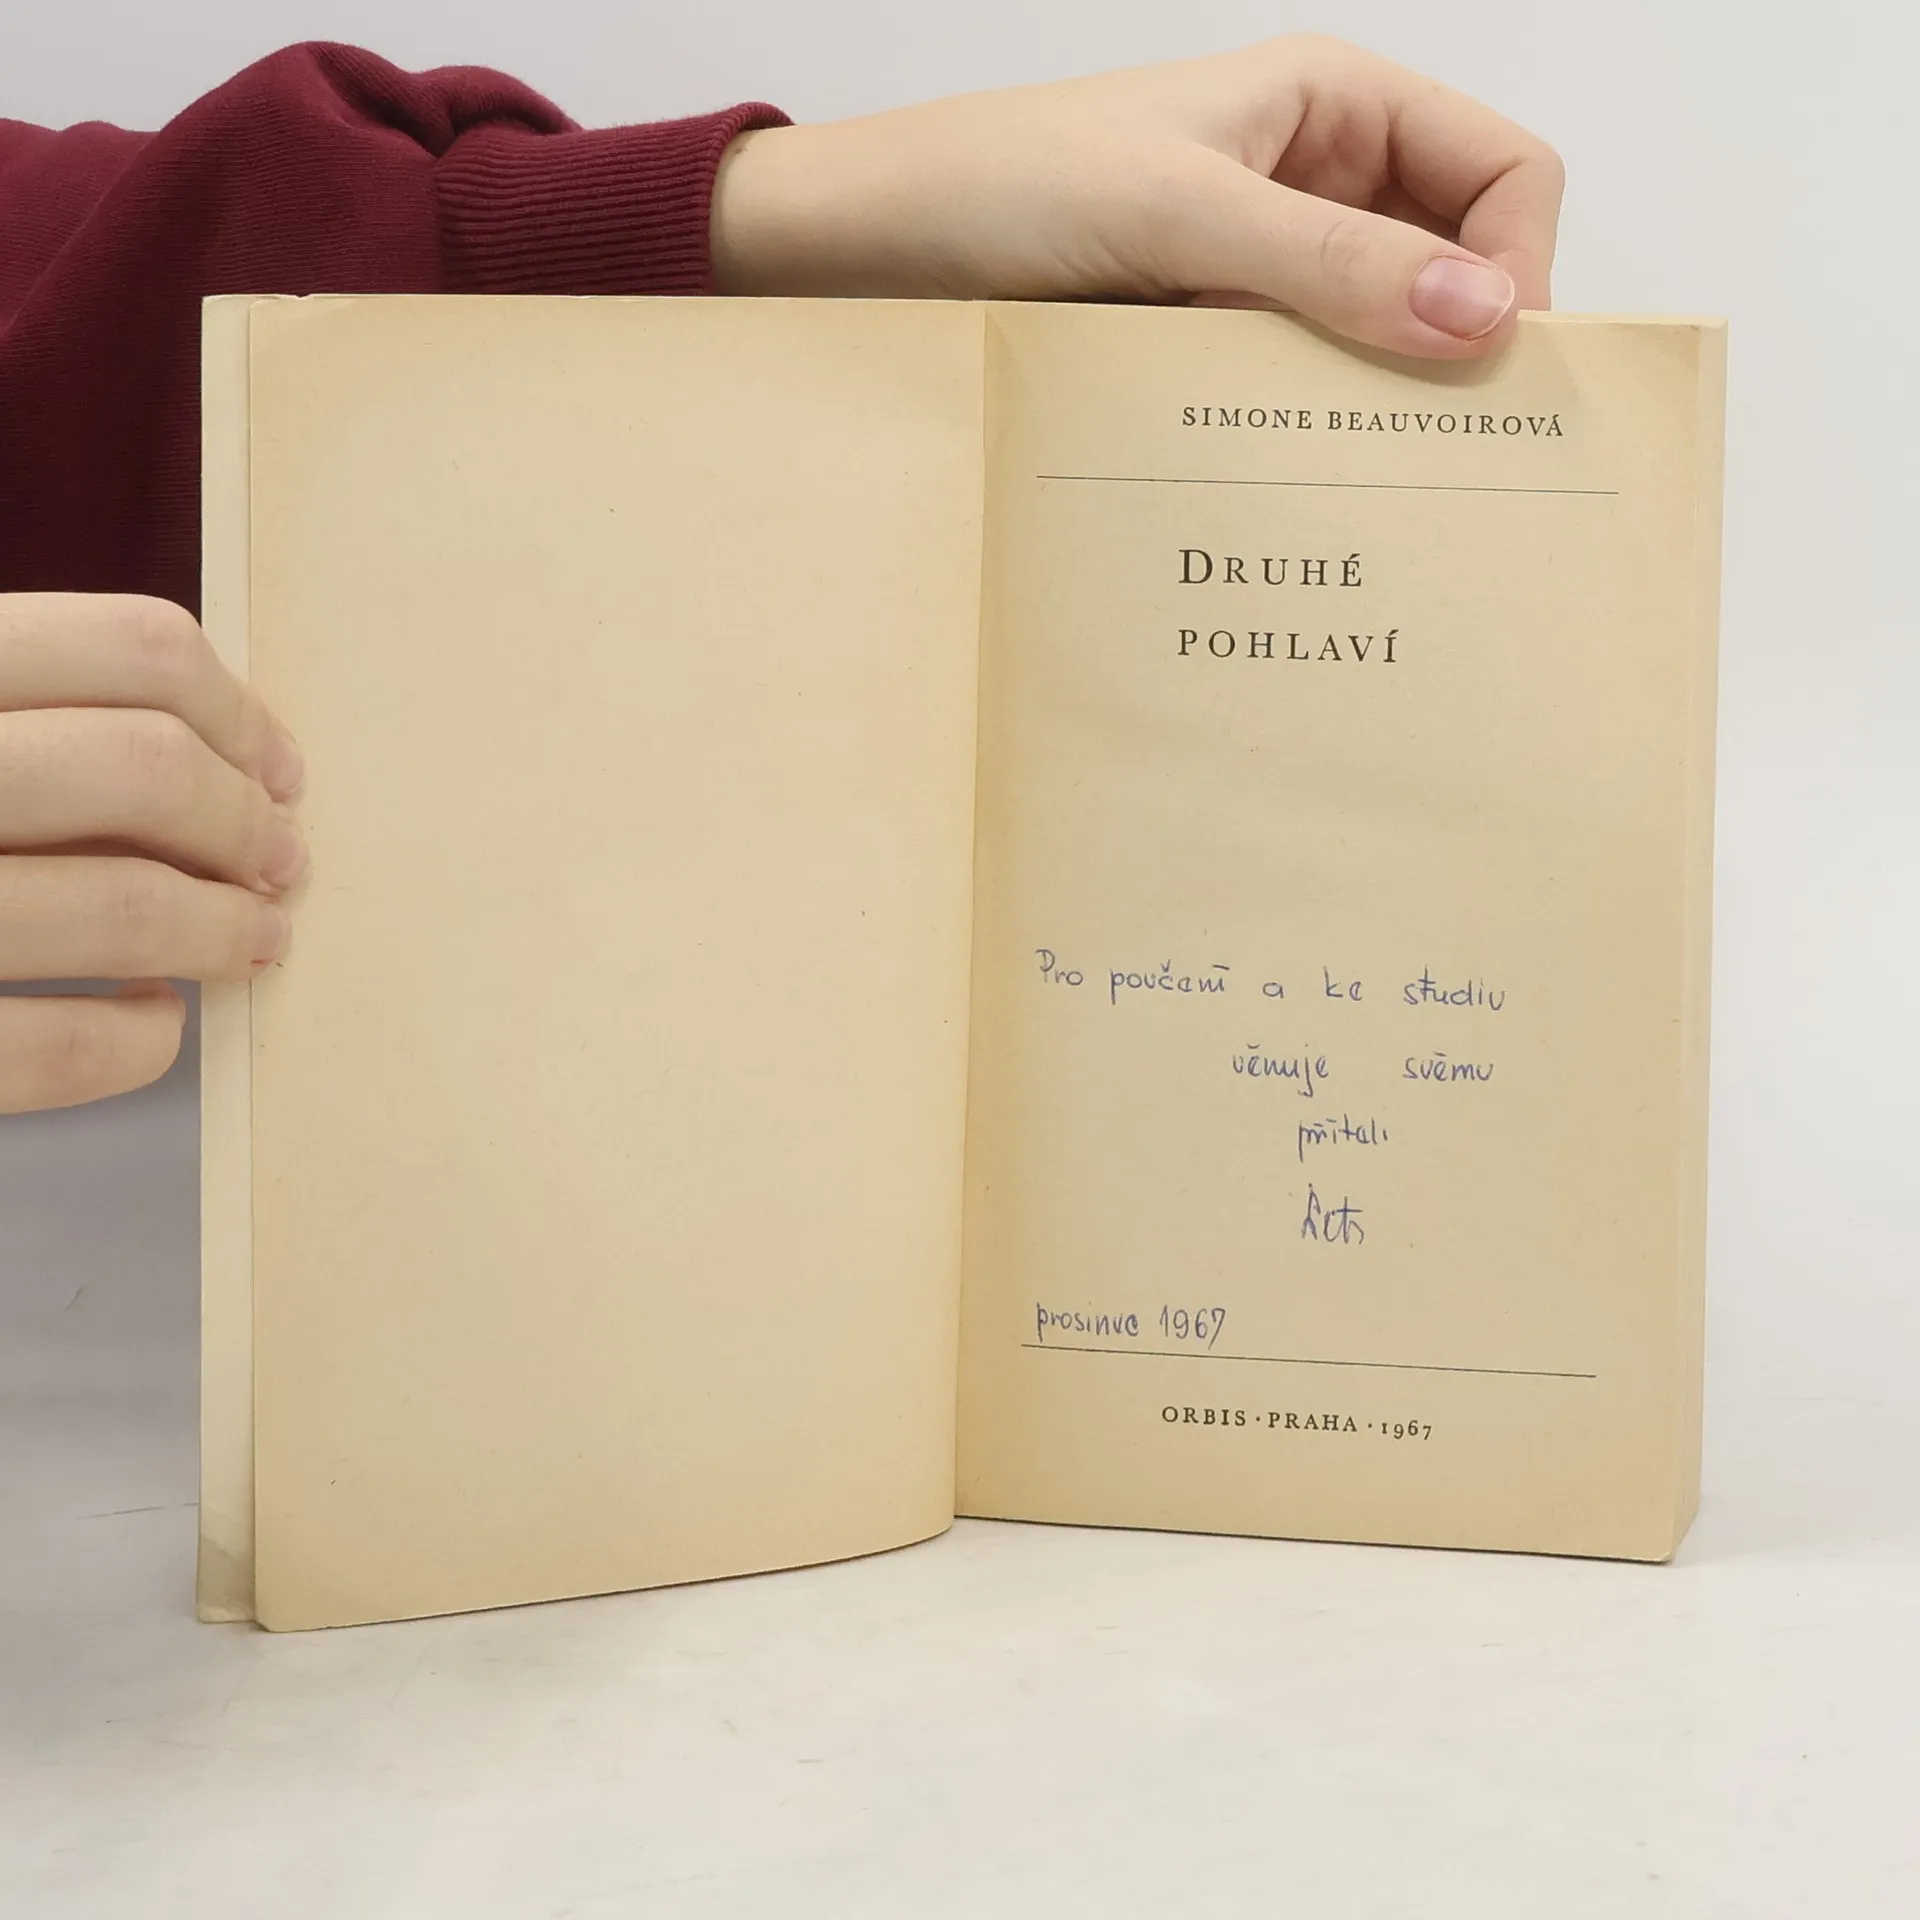 SIMONE BEAUVOIROVÁ
DRUHÉ
POHLAVÍ
Pro poučení a ke studiu
věnuje svému
příteli
prosinec 1967
ORBIS · PRAHA · 1967